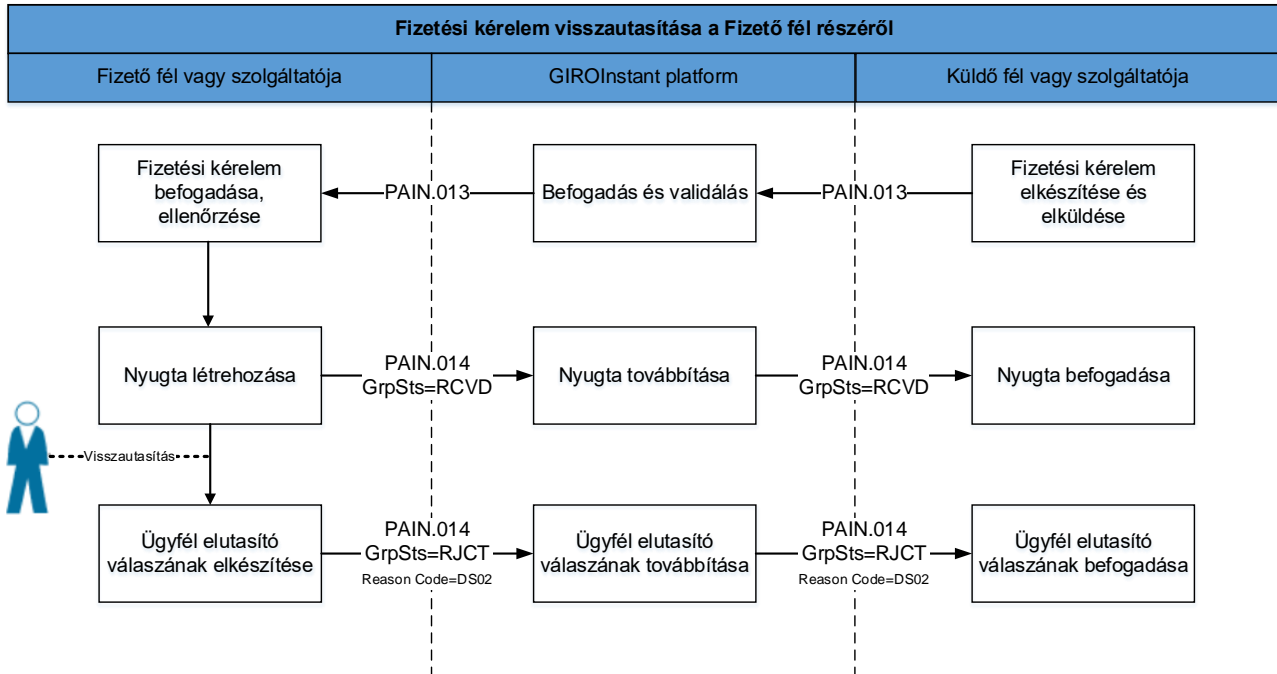 Fizetési kérelem visszautasítása a Fizető fél részéről
Fizető fél vagy szolgáltatója
GIROInstant platform
Küldő fél vagy szolgáltatója
Fizetési kérelem
befogadása,
ellenőrzése
PAIN.013
Befogadás és validálás
PAIN.013
Fizetési kérelem
elkészítése és
elküldése
Nyugta létrehozása
PAIN.014
GrpSts=RCVD
Nyugta továbbítása
PAIN.014
GrpSts=RCVD
Nyugta befogadása
Visszautasítás
Ügyfél elutasító
válaszának elkészítése
PAIN.014
GrpSts=RJCT
Reason Code=DS02
Ügyfél elutasító
válaszának továbbítása
PAIN.014
GrpSts=RJCT
Reason Code=DS02
Ügyfél elutasító
válaszának befogadása